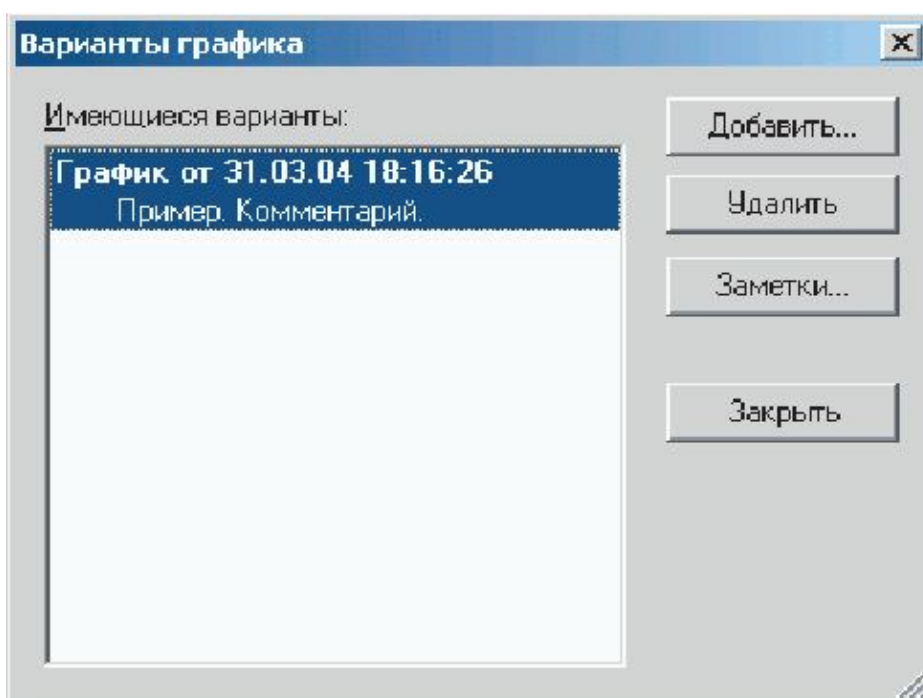 Варианты графика
Имеющиеся варианты:
График от 31.03.04 18:16:26
Пример. Комментарий.
Добавить...
Удалить
Заметки...
Закрыть